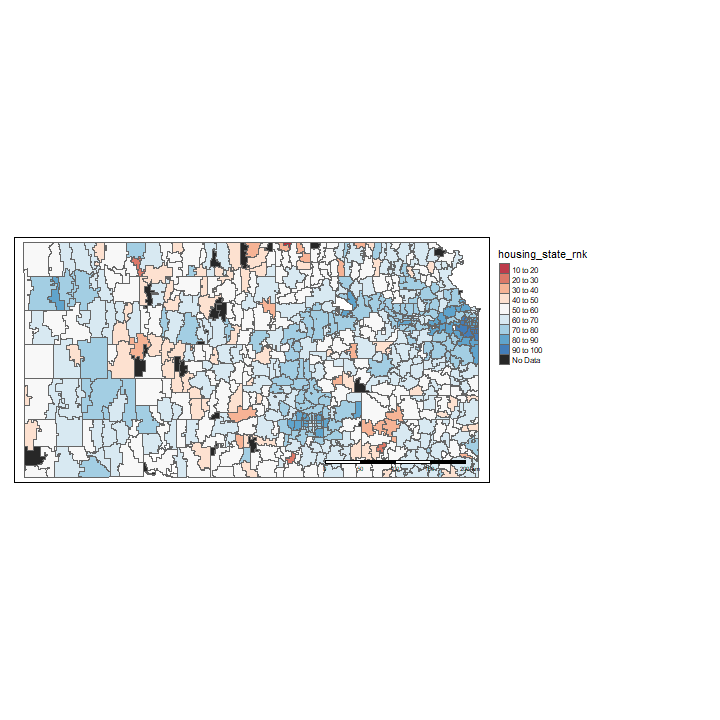 housing_state_rnk
10 to 20
20 to 30
30 to 40
40 to 50
50 to 60
60 to 70
70 to 80
80 to 90
90 to 100
No Data